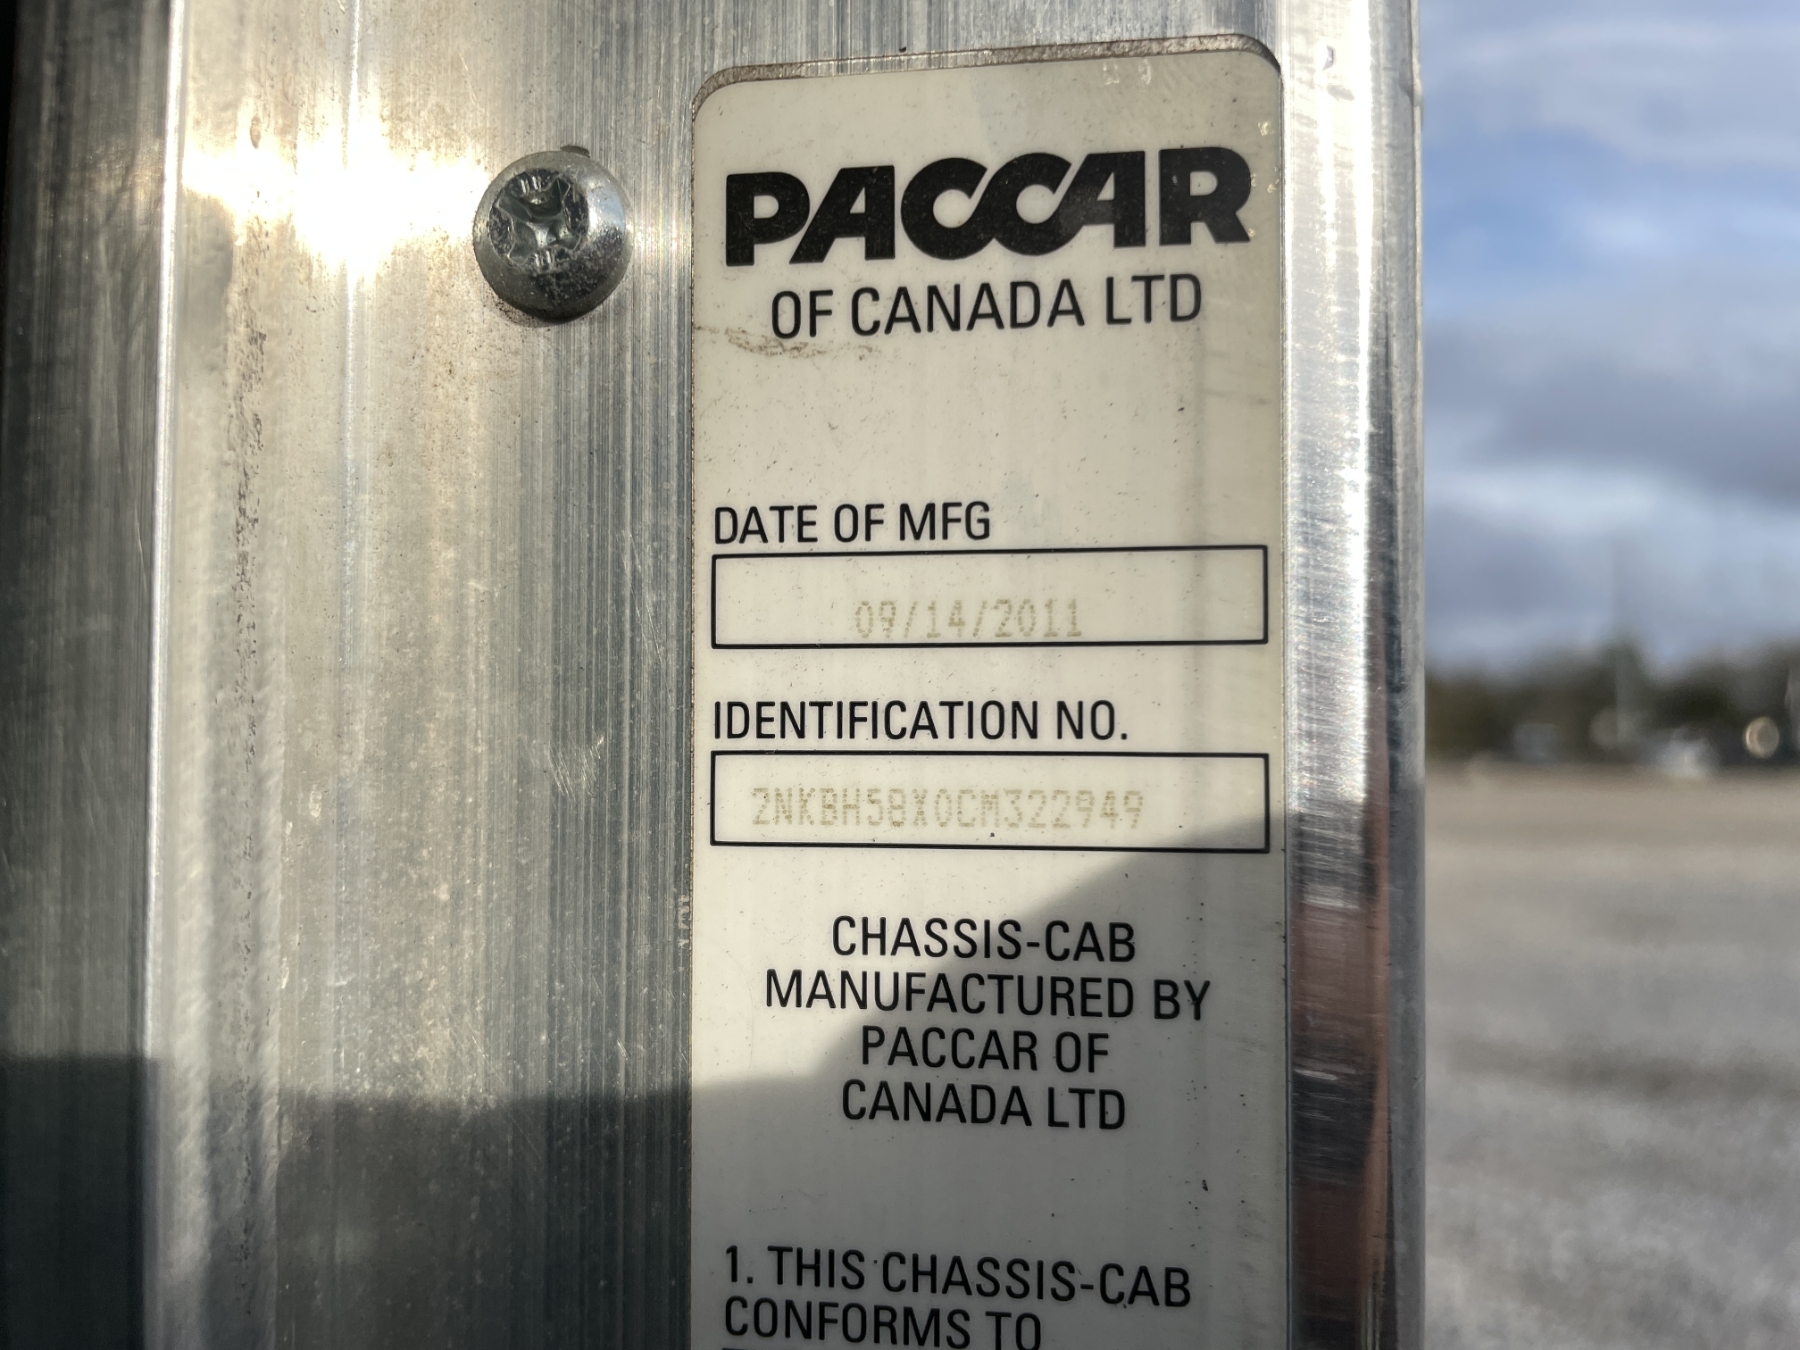 PACCAR
OF CANADA LTD
DATE OF MFG
09/14/2011
IDENTIFICATION NO.
2NKBH58X0CM322949
CHASSIS-CAB
MANUFACTURED BY
PACCAR OF
CANADA LTD
1. THIS CHASSIS-CAB
CONFORMS TO